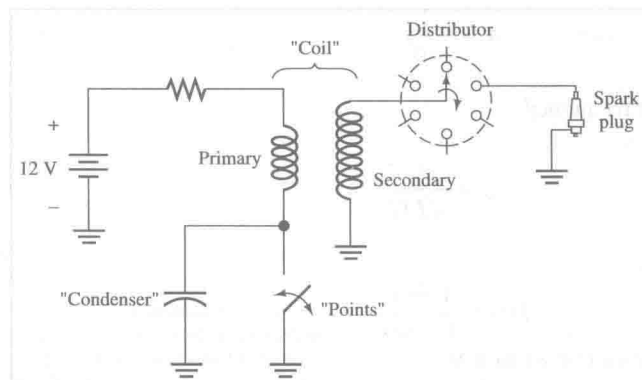 Distributor
"Coil"
Spark
plug
+
12 V
−
Primary
Secondary
"Condenser"
"Points"